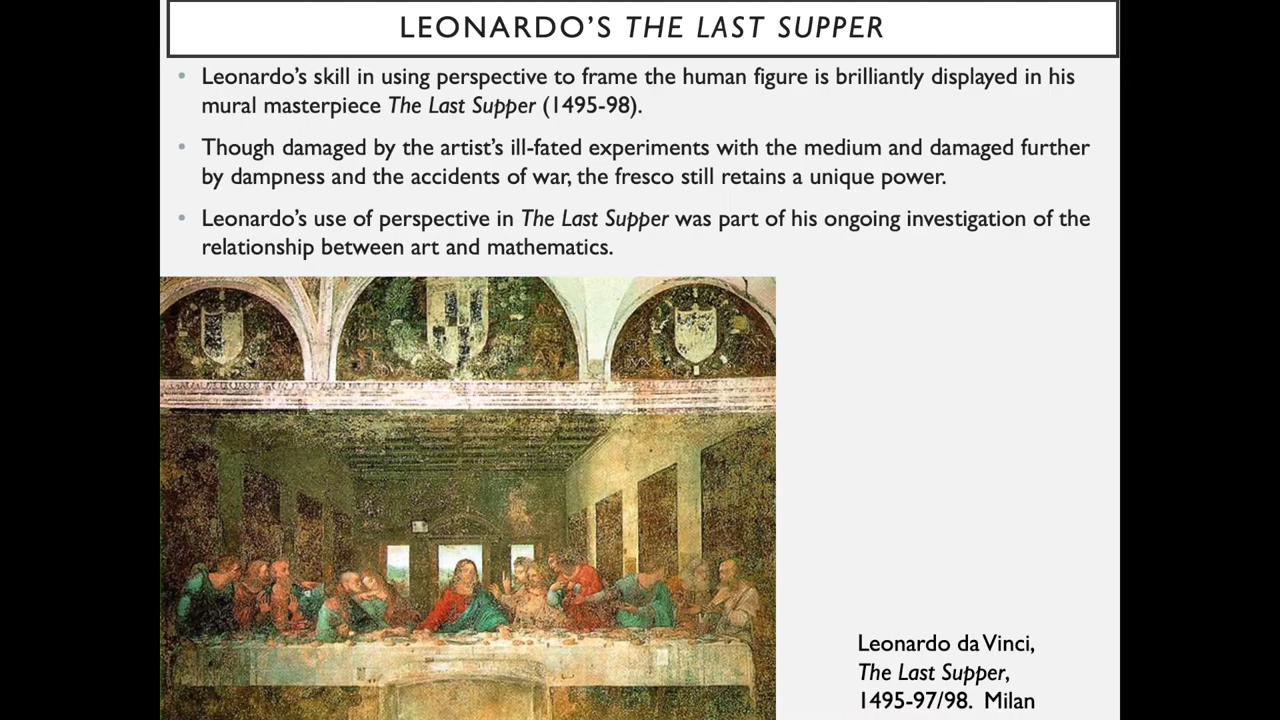 LEONARDO'S THE LAST SUPPER
• Leonardo's skill in using perspective to frame the human figure is brilliantly displayed in his
mural masterpiece The Last Supper (1495-98).
• Though damaged by the artist's ill-fated experiments with the medium and damaged further
by dampness and the accidents of war, the fresco still retains a unique power.
• Leonardo's use of perspective in The Last Supper was part of his ongoing investigation of the
relationship between art and mathematics.
Leonardo da Vinci,
The Last Supper,
1495-97/98. Milan